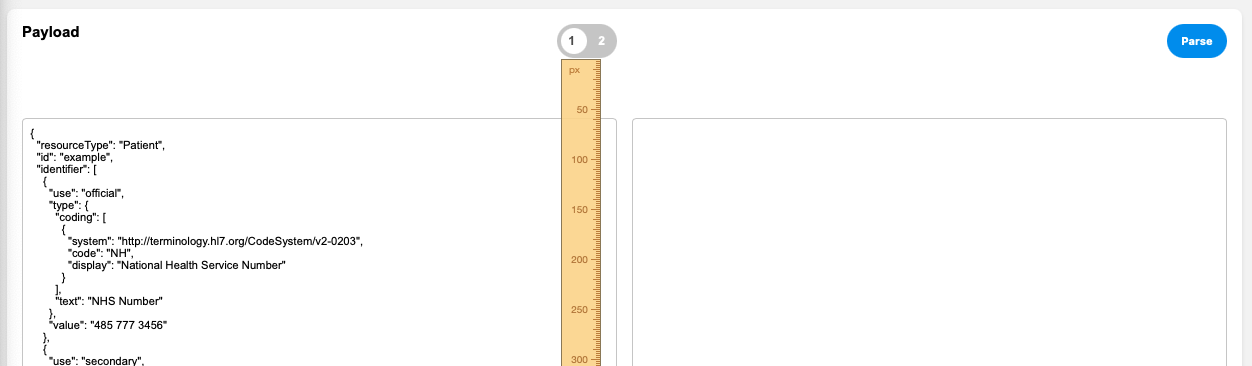 Payload
1 2
Parse
px
50
100
150
200
250
300
{
"resourceType": "Patient",
"id": "example",
"identifier": [
{
"use": "official",
"type": {
"coding": [
{
"system": "http://terminology.hl7.org/CodeSystem/v2-0203",
"code": "NH",
"display": "National Health Service Number"
}
],
"text": "NHS Number"
},
"value": "485 777 3456"
},
{
"use": "secondary",